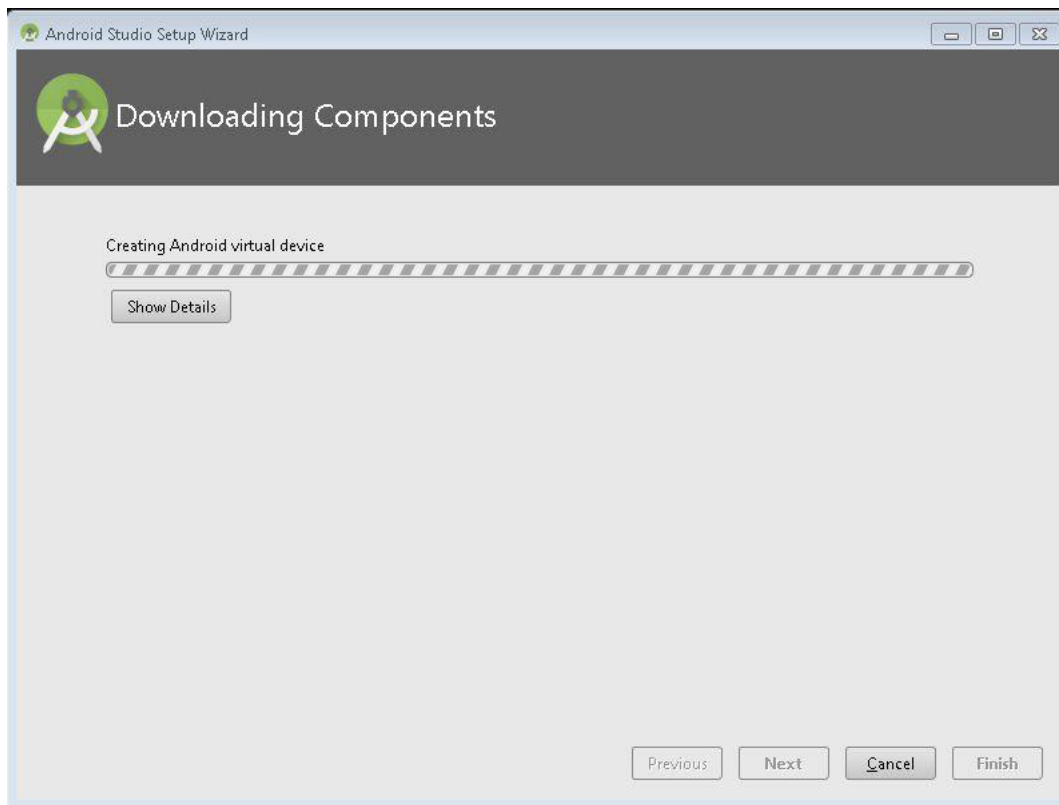 Android Studio Setup Wizard
Downloading Components
Creating Android virtual device
Show Details
Previous Next Cancel Finish